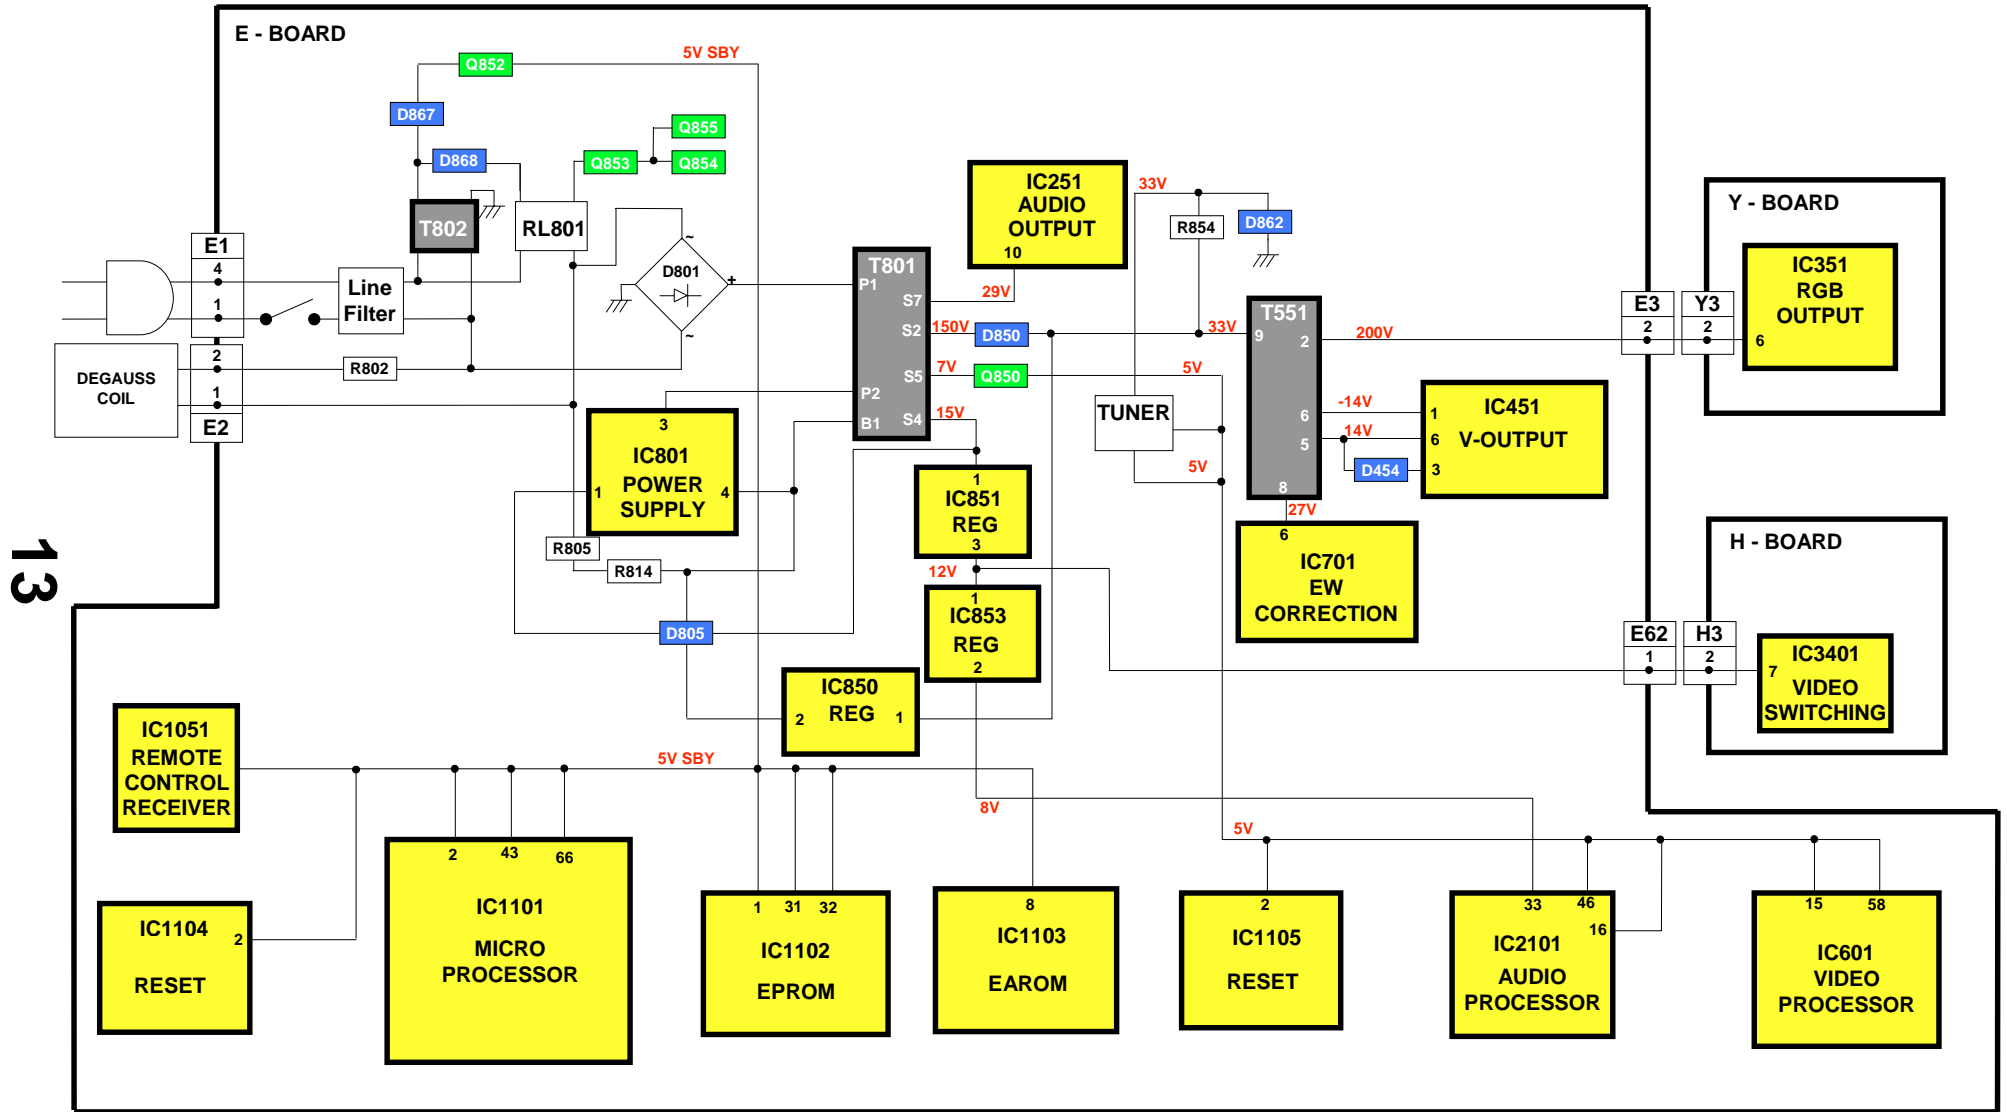 E - BOARD
5V SBY
Q852
D867
Q855
D868
Q853
Q854
T802
RL801
E1
4
1
Line
Filter
D801
~
+
~
2
1
E2
DEGAUSS
COIL
R802
T801
P1
S7
S2
S5
P2
S4
B1
29V
150V
D850
7V
Q850
15V
IC251
AUDIO
OUTPUT
10
33V
R854
D862
33V
5V
TUNER
5V
T551
9
2
6
5
8
200V
-14V
14V
D454
27V
1
6
3
IC451
V-OUTPUT
6
IC701
EW
CORRECTION
E3
2
Y3
2
Y - BOARD
IC351
RGB
OUTPUT
6
H - BOARD
E62
1
H3
2
IC3401
7
VIDEO
SWITCHING
3
IC801
POWER
SUPPLY
1
4
R805
R814
D805
1
IC851
REG
3
12V
1
IC853
REG
2
IC850
REG
2
1
13
IC1051
REMOTE
CONTROL
RECEIVER
5V SBY
8V
5V
IC1104
2
RESET
2
43
66
IC1101
MICRO
PROCESSOR
1
31
32
IC1102
EPROM
8
IC1103
EAROM
2
IC1105
RESET
33
46
16
IC2101
AUDIO
PROCESSOR
15
58
IC601
VIDEO
PROCESSOR